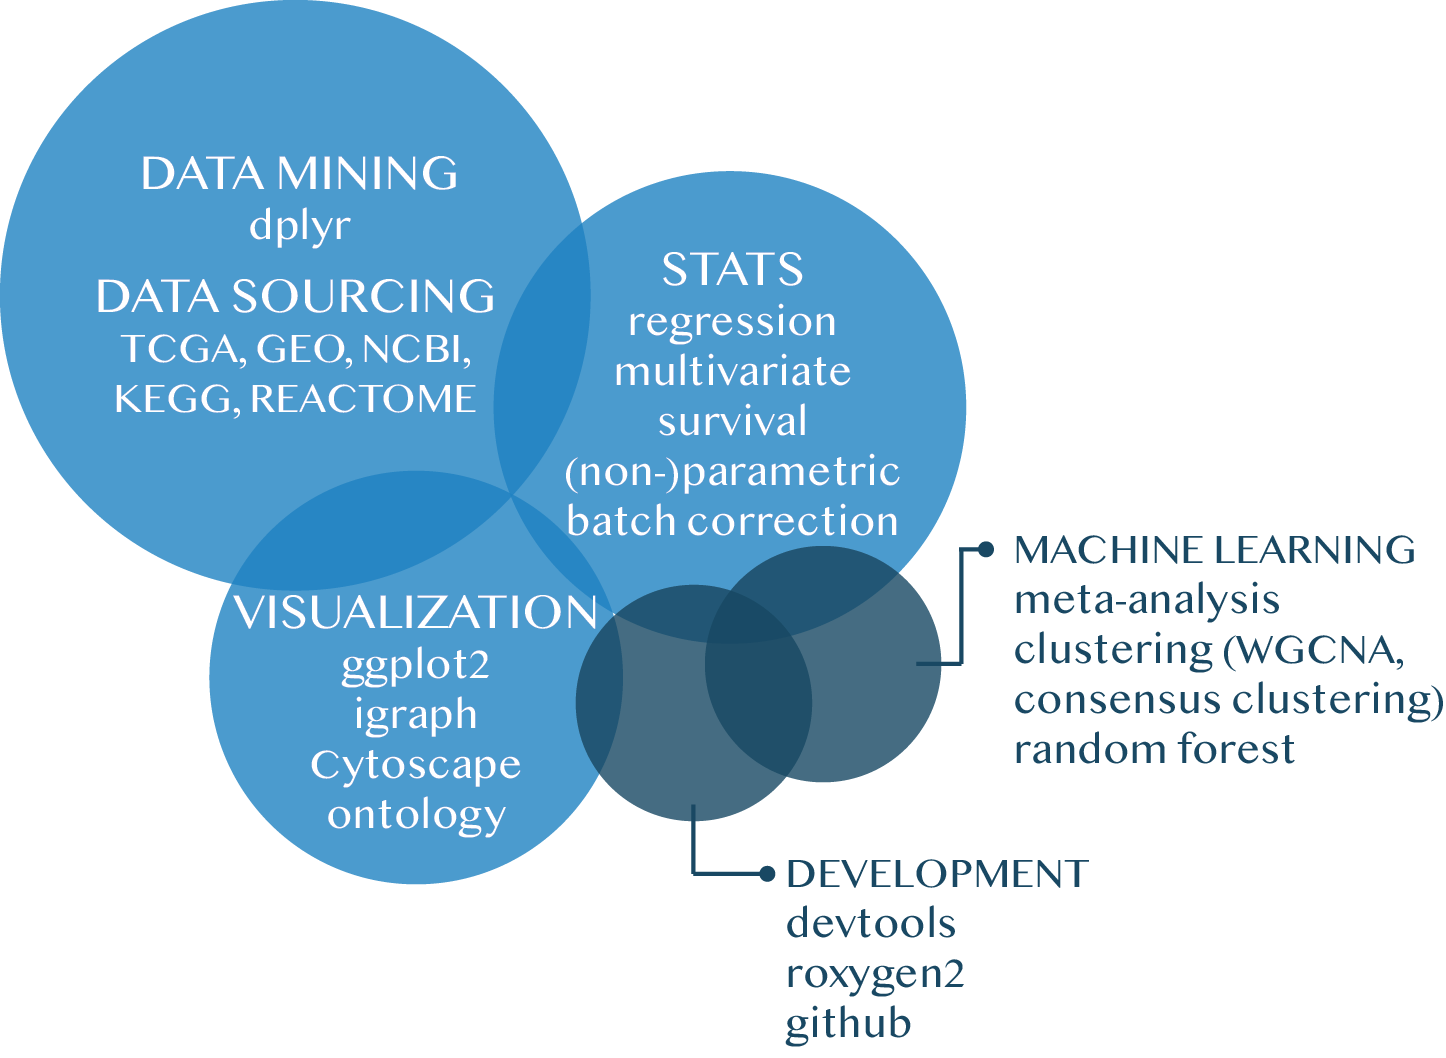 DATA MINING
dplyr
DATA SOURCING
TCGA, GEO, NCBI,
KEGG, REACTOME
STATS
regression
multivariate
survival
(non-)parametric
batch correction
VISUALIZATION
ggplot2
igraph
Cytoscape
ontology
MACHINE LEARNING
meta-analysis
clustering (WGCNA,
consensus clustering)
random forest
DEVELOPMENT
devtools
roxygen2
github